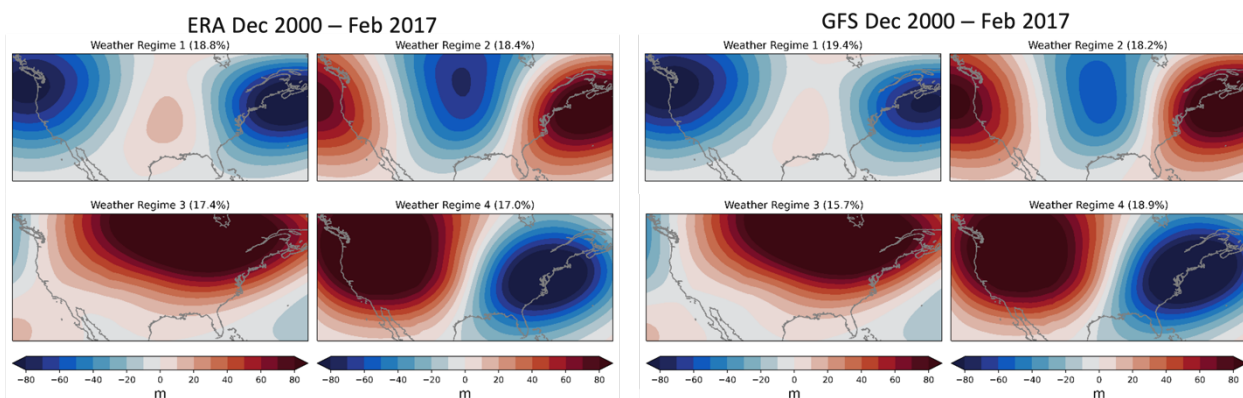 ERA Dec 2000 – Feb 2017
GFS Dec 2000 – Feb 2017
Weather Regime 1 (18.8%)
Weather Regime 2 (18.4%)
Weather Regime 1 (19.4%)
Weather Regime 2 (18.2%)
Weather Regime 3 (17.4%)
Weather Regime 4 (17.0%)
Weather Regime 3 (15.7%)
Weather Regime 4 (18.9%)
−80 −60 −40 −20 0 20 40 60 80
−80 −60 −40 −20 0 20 40 60 80
−80 −60 −40 −20 0 20 40 60 80
−80 −60 −40 −20 0 20 40 60 80
m
m
m
m